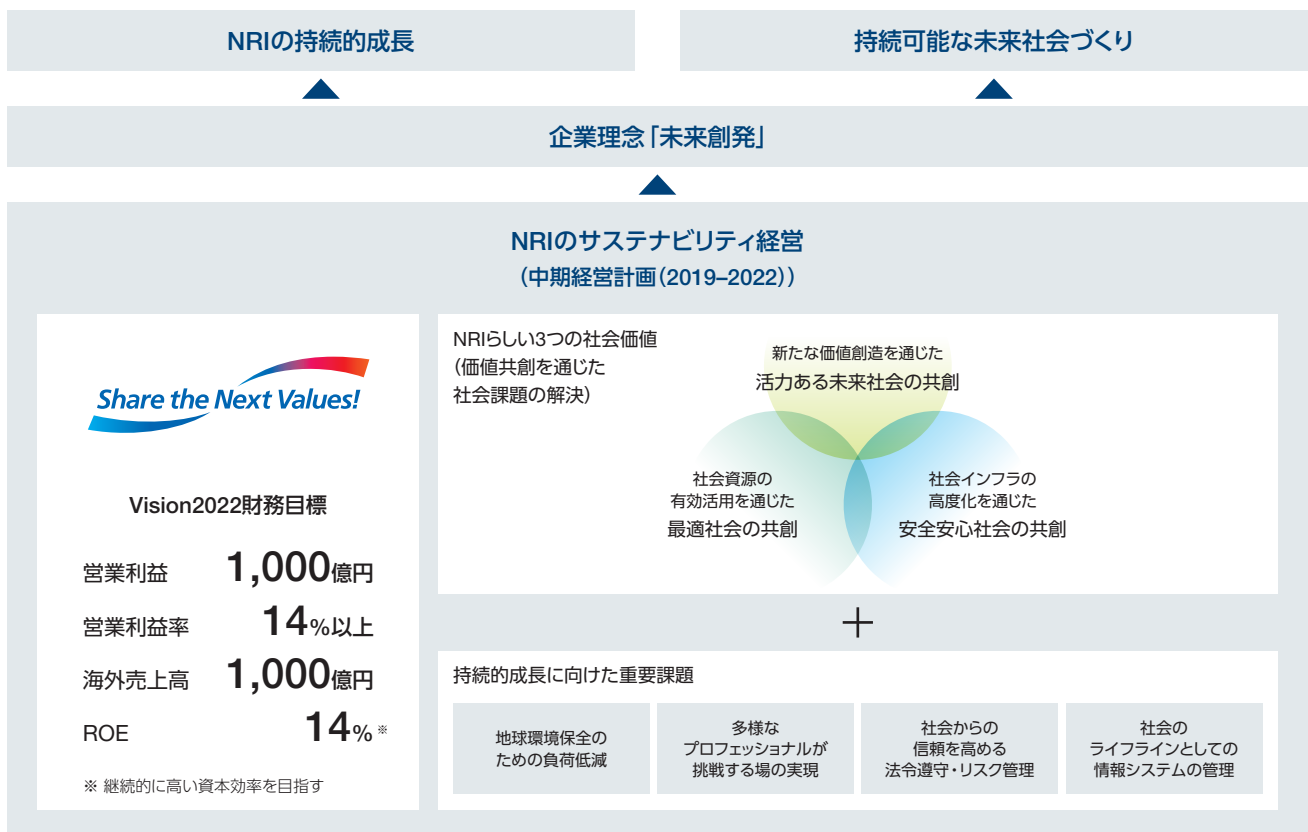 NRIの持続的成長
持続可能な未来社会づくり
企業理念「未来創発」
NRIのサステナビリティ経営
（中期経営計画（2019–2022））
Share the Next Values!
Vision2022財務目標
営業利益 1,000億円
営業利益率 14%以上
海外売上高 1,000億円
ROE 14%※
※ 継続的に高い資本効率を目指す
NRIらしい3つの社会価値
（価値共創を通じた
社会課題の解決）
新たな価値創造を通じた
活力ある未来社会の共創
社会資源の
有効活用を通じた
最適社会の共創
社会インフラの
高度化を通じた
安全安心社会の共創
＋
持続的成長に向けた重要課題
地球環境保全の
ための負荷低減
多様な
プロフェッショナルが
挑戦する場の実現
社会からの
信頼を高める
法令遵守・リスク管理
社会の
ライフラインとしての
情報システムの管理